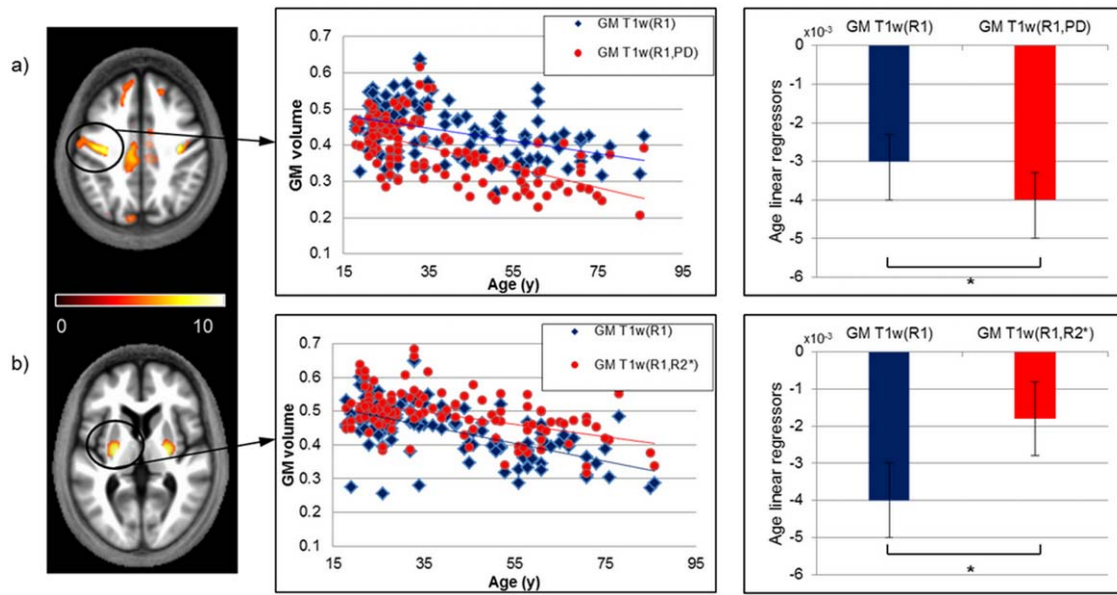 a)
0 10
b)
GM volume
0.7
0.6
0.5
0.4
0.3
0.2
0.1
15 35 55 75 95
Age (y)
GM T1w(R1)
GM T1w(R1,PD)
x10⁻³ GM T1w(R1) GM T1w(R1,PD)
Age linear regressors
0
-1
-2
-3
-4
-5
-6
*
GM volume
0.7
0.6
0.5
0.4
0.3
0.2
0.1
15 35 55 75 95
Age (y)
GM T1w(R1)
GM T1w(R1,R2*)
x10⁻³ GM T1w(R1) GM T1w(R1,R2*)
Age linear regressors
0
-1
-2
-3
-4
-5
-6
*